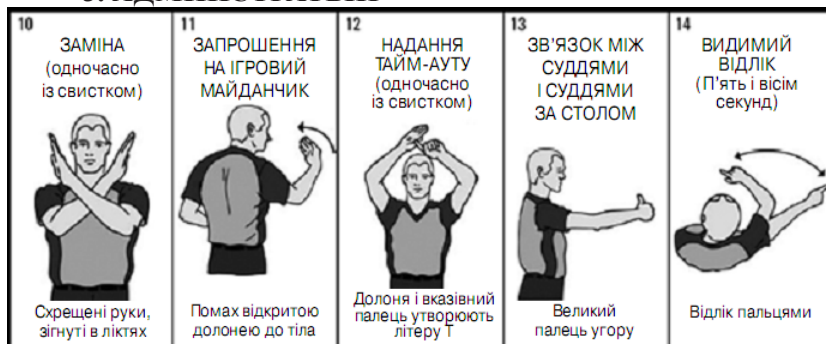 10
ЗАМІНА
(одночасно
із свистком)
Схрещені руки,
зігнуті в ліктях
11
ЗАПРОШЕННЯ
НА ІГРОВИЙ
МАЙДАНЧИК
Помах відкритою
долонею до тіла
12
НАДАННЯ
ТАЙМ-АУТУ
(одночасно
із свистком)
Долоня і вказівний
палець утворюють
літеру Т
13
ЗВ'ЯЗОК МІЖ
СУДДЯМИ
І СУДДЯМИ
ЗА СТОЛОМ
Великий
палець угору
14
ВИДИМИЙ
ВІДЛІК
(П'ять і вісім
секунд)
Відлік пальцями